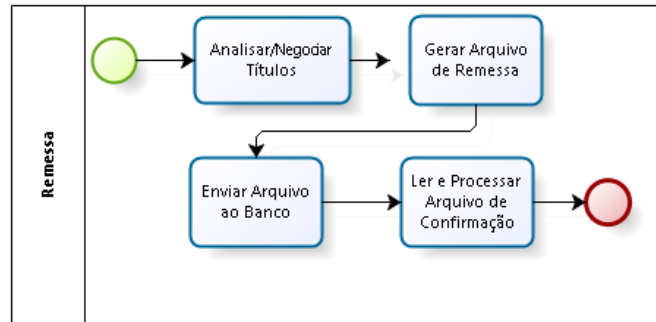 Remessa
Analisar/Negociar
Títulos
Gerar Arquivo
de Remessa
Enviar Arquivo
ao Banco
Ler e Processar
Arquivo de
Confirmação